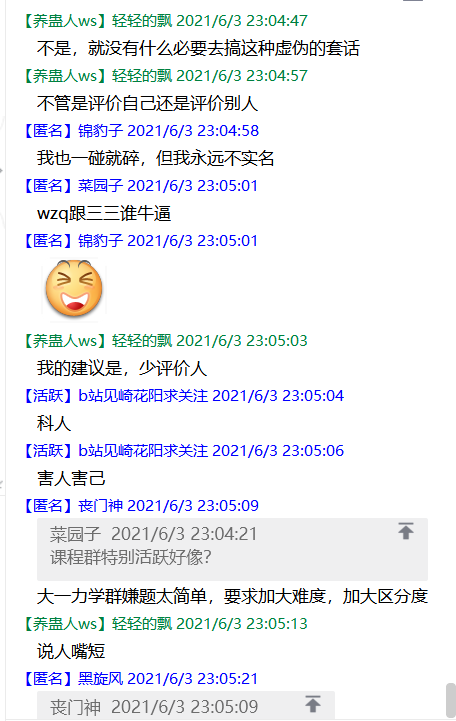 【养蛊人ws】轻轻的飘 2021/6/3 23:04:47
不是，就没有什么必要去搞这种虚伪的套话
【养蛊人ws】轻轻的飘 2021/6/3 23:04:57
不管是评价自己还是评价别人
【匿名】锦豹子 2021/6/3 23:04:58
我也一碰就碎，但我永远不实名
【匿名】菜园子 2021/6/3 23:05:01
wzq跟三三谁牛逼
【匿名】锦豹子 2021/6/3 23:05:01
【养蛊人ws】轻轻的飘 2021/6/3 23:05:03
我的建议是，少评价人
【活跃】b站见崎花阳求关注 2021/6/3 23:05:04
科人
【活跃】b站见崎花阳求关注 2021/6/3 23:05:06
害人害己
【匿名】丧门神 2021/6/3 23:05:09
菜园子 2021/6/3 23:04:21
课程群特别活跃好像?
大一力学群嫌题太简单，要求加大难度，加大区分度
【养蛊人ws】轻轻的飘 2021/6/3 23:05:13
说人嘴短
【匿名】黑旋风 2021/6/3 23:05:21
丧门神 2021/6/3 23:05:09